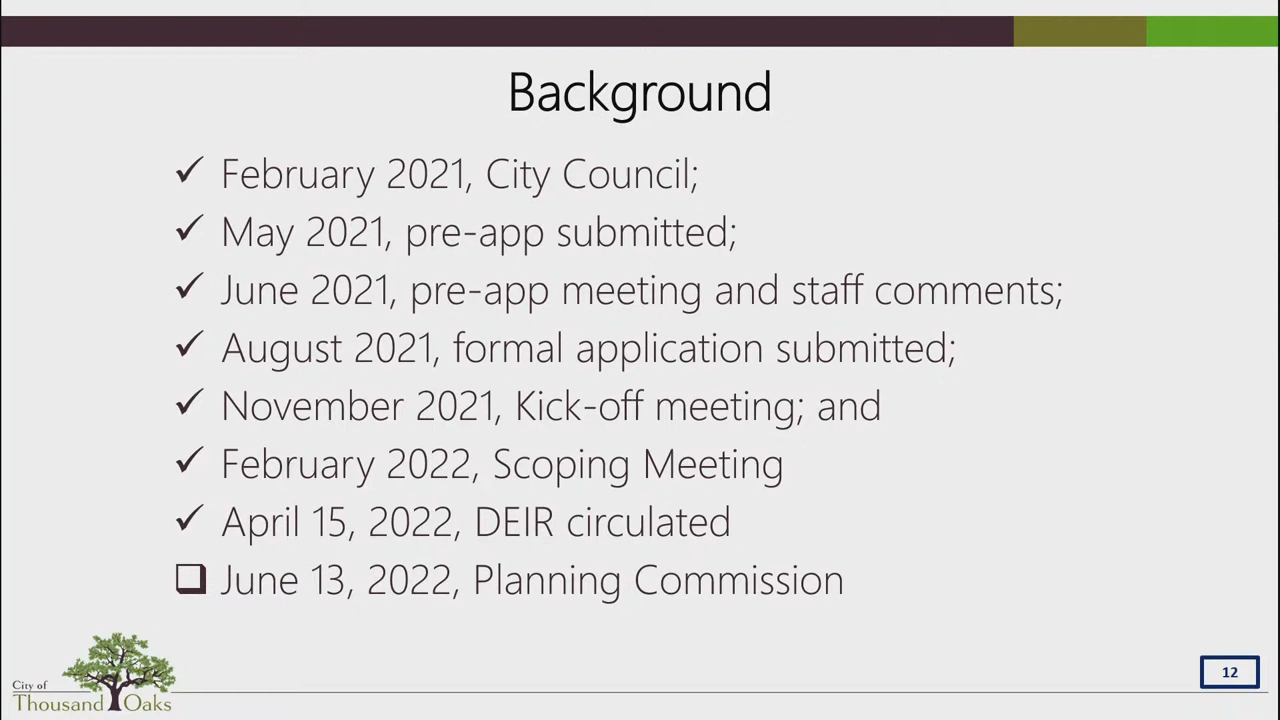 Background
February 2021, City Council;
May 2021, pre-app submitted;
June 2021, pre-app meeting and staff comments;
August 2021, formal application submitted;
November 2021, Kick-off meeting; and
February 2022, Scoping Meeting
April 15, 2022, DEIR circulated
June 13, 2022, Planning Commission
City of
Thousand Oaks
12